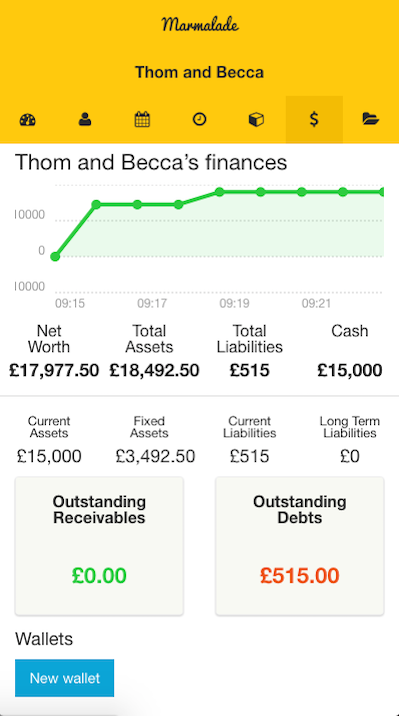 Marmalade
Thom and Becca
Thom and Becca's finances
10000
0
10000
09:15 09:17 09:19 09:21
Net Total Total Cash
Worth Assets Liabilities
£17,977.50 £18,492.50 £515 £15,000
Current Fixed Current Long Term
Assets Assets Liabilities Liabilities
£15,000 £3,492.50 £515 £0
Outstanding Outstanding
Receivables Debts
£0.00 £515.00
Wallets
New wallet